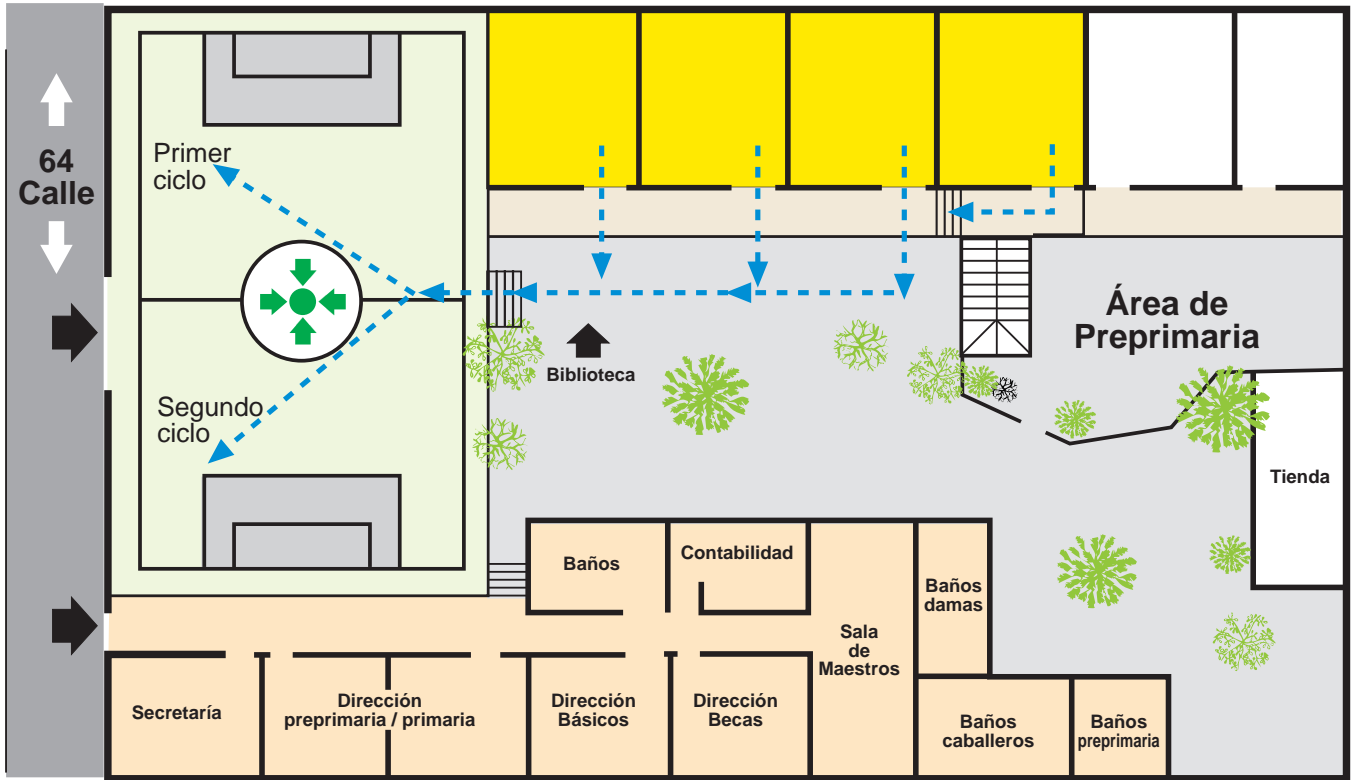 64
Calle
Primer
ciclo
Segundo
ciclo
Biblioteca
Área de
Preprimaria
Tienda
Baños
Contabilidad
Sala
de
Maestros
Baños
damas
Secretaría
Dirección
preprimaria / primaria
Dirección
Básicos
Dirección
Becas
Baños
caballeros
Baños
preprimaria